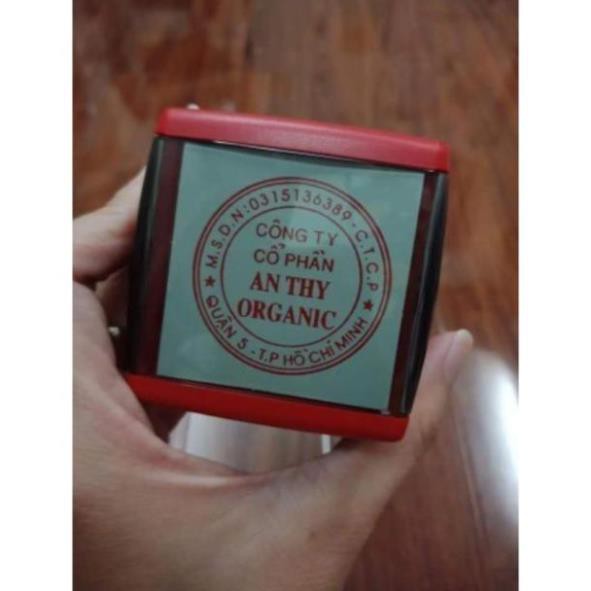 M.S.D.N:0315136389-C.T.C.P
CÔNG TY
CỔ PHẦN
AN THY
ORGANIC
QUẬN 5 - T.P HỒ CHÍ MINH